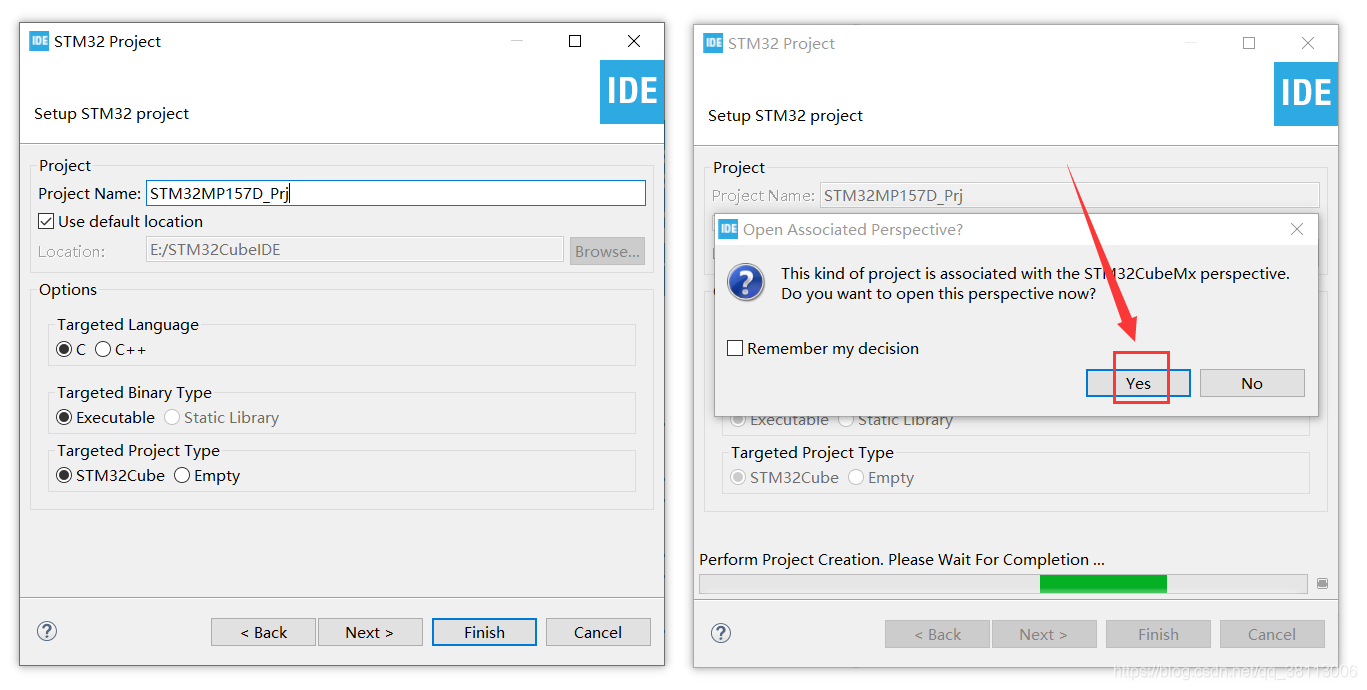 IDE STM32 Project
IDE
Setup STM32 project
Project
Project Name: STM32MP157D_Prj
Use default location
Location: E:/STM32CubeIDE Browse...
Options
Targeted Language
C C++
Targeted Binary Type
Executable Static Library
Targeted Project Type
STM32Cube Empty
< Back Next > Finish Cancel
IDE STM32 Project
IDE
Setup STM32 project
Project
Project Name: STM32MP157D_Prj
IDE Open Associated Perspective?
This kind of project is associated with the STM32CubeMx perspective.
Do you want to open this perspective now?
Remember my decision
Yes No
Executable Static Library
Targeted Project Type
STM32Cube Empty
Perform Project Creation. Please Wait For Completion ...
< Back Next > Finish Cancel
https://blog.csdn.net/qq_38113006